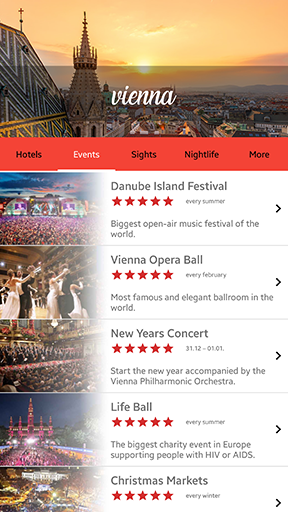 vienna
Hotels Events Sights Nightlife More
Danube Island Festival
every summer
Biggest open-air music festival of the
world.
Vienna Opera Ball
every february
Most famous and elegant ballroom in the
world.
New Years Concert
31.12 - 01.01.
Start the new year accompanied by the
Vienna Philharmonic Orchestra.
Life Ball
every summer
The biggest charity event in Europe
supporting people with HIV or AIDS.
Christmas Markets
every winter